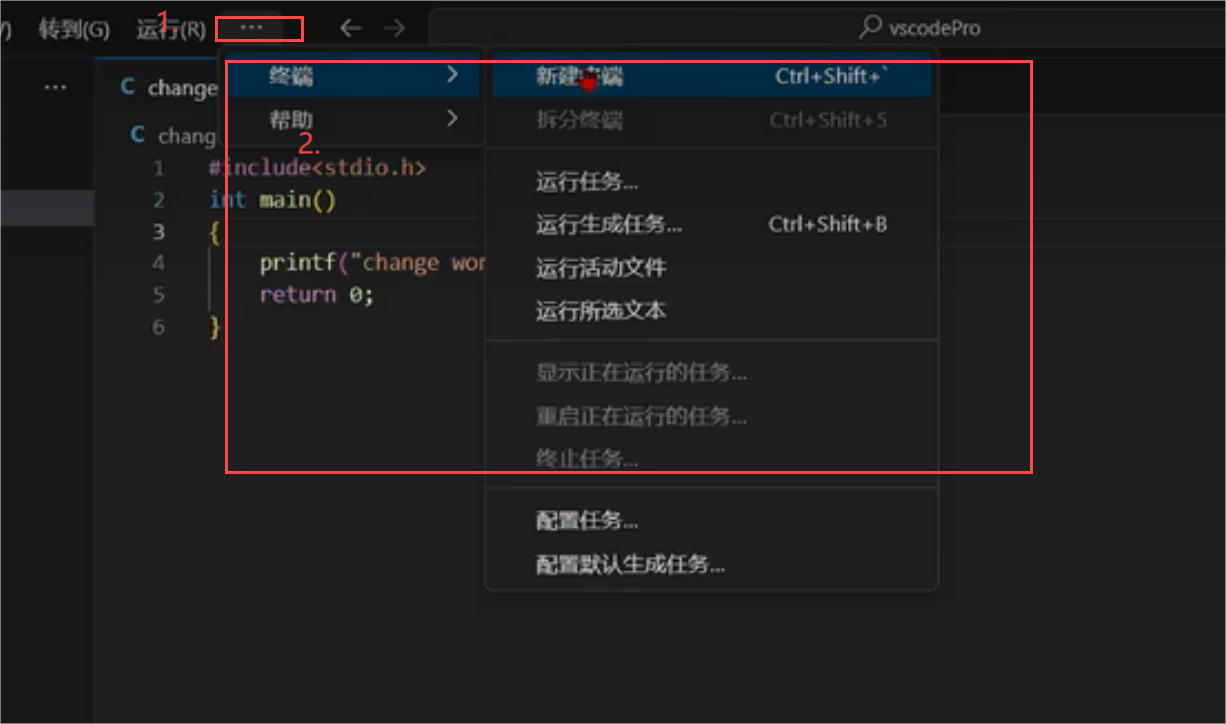 1.
转到(G) 运行(R) ... vscodePro
...
C change
C chang
终端 新建终端 Ctrl+Shift+`
帮助 拆分终端 Ctrl+Shift+5
2.
运行任务...
运行生成任务... Ctrl+Shift+B
运行活动文件
运行所选文本
显示正在运行的任务...
重启正在运行的任务...
终止任务...
配置任务...
配置默认生成任务...
1 #include<stdio.h>
2 int main()
3 {
4 printf("change wor
5 return 0;
6 }